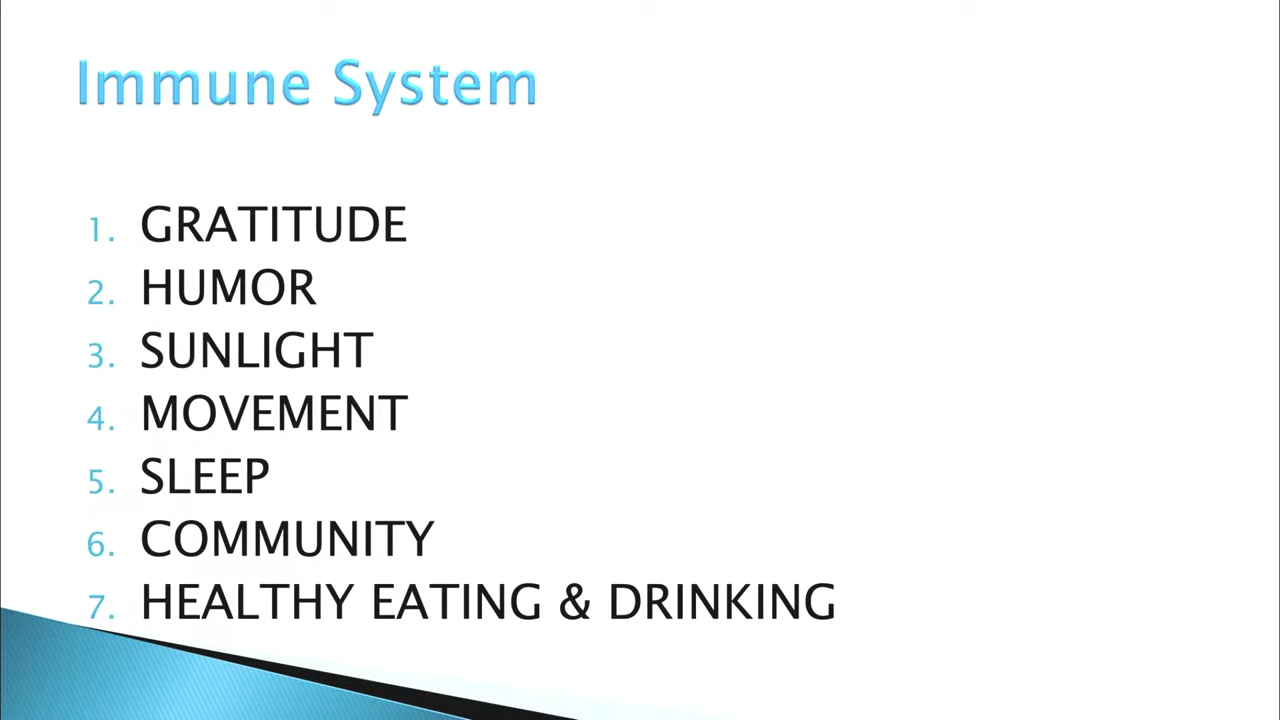 Immune System
1. GRATITUDE
2. HUMOR
3. SUNLIGHT
4. MOVEMENT
5. SLEEP
6. COMMUNITY
7. HEALTHY EATING & DRINKING